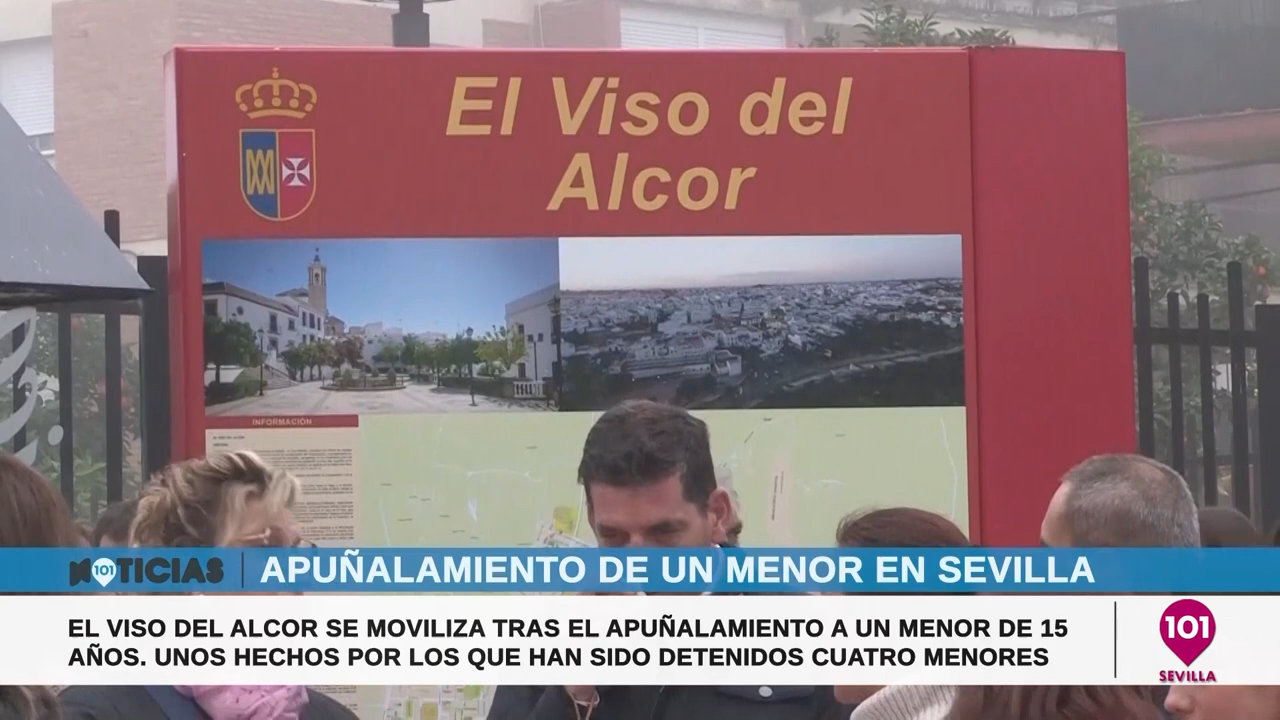 El Viso del
Alcor
INFORMACIÓN
NOTICIAS
101
APUÑALAMIENTO DE UN MENOR EN SEVILLA
EL VISO DEL ALCOR SE MOVILIZA TRAS EL APUÑALAMIENTO A UN MENOR DE 15
AÑOS. UNOS HECHOS POR LOS QUE HAN SIDO DETENIDOS CUATRO MENORES
101
SEVILLA